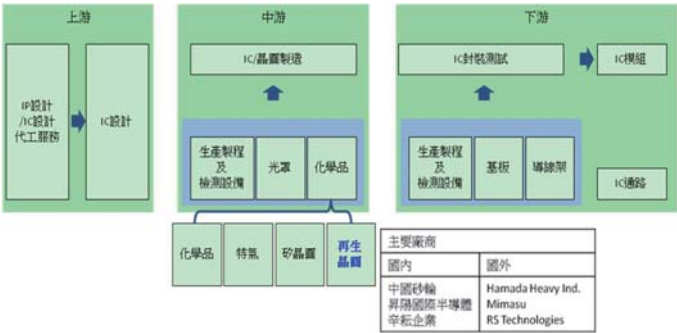 上游
IP設計
/IC設計
代工服務
IC設計
中游
IC/晶圓製造
生產製程
及
檢測設備
光罩
化學品
化學品
特氣
矽晶圓
再生
晶圓
下游
IC封裝測試
IC模組
生產製程
及
檢測設備
基板
導線架
IC通路
主要廠商
國內
國外
中國砂輪
Hamada Heavy Ind.
昇陽國際半導體
Mimasu
辛耘企業
RS Technologies